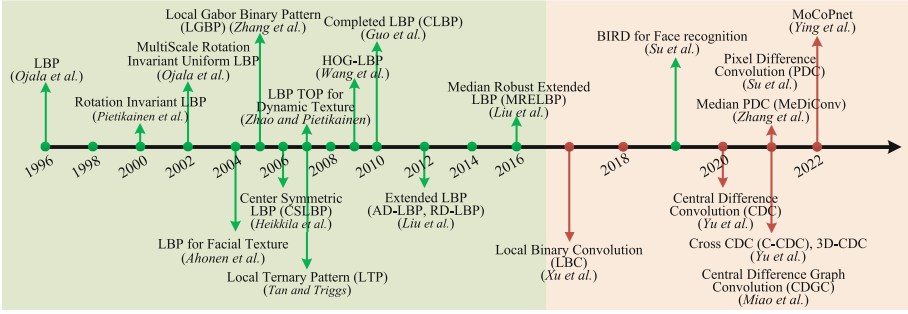 Local Gabor Binary Pattern
(LGBP) (Zhang et al.)
Completed LBP (CLBP)
(Guo et al.)
MoCoPnet
(Ying et al.)
LBP
(Ojala et al.)
MultiScale Rotation
Invariant Uniform LBP
(Ojala et al.)
HOG-LBP
(Wang et al.)
BIRD for Face recognition
(Su et al.)
Pixel Difference
Convolution (PDC)
(Su et al.)
Rotation Invariant LBP
(Pietikainen et al.)
LBP TOP for
Dynamic Texture
(Zhao and Pietikainen)
Median Robust Extended
LBP (MRELBP)
(Liu et al.)
Median PDC (MeDiConv)
(Zhang et al.)
1996
1998
2000
2002
2004
2006
2008
2010
2012
2014
2016
2018
2020
2022
Center Symmetric
LBP (CSLBP)
(Heikkila et al.)
Extended LBP
(AD-LBP, RD-LBP)
(Liu et al.)
Central Difference
Convolution (CDC)
(Yu et al.)
LBP for Facial Texture
(Ahonen et al.)
Local Binary Convolution
(LBC)
(Xu et al.)
Cross CDC (C-CDC), 3D-CDC
(Yu et al.)
Local Ternary Pattern (LTP)
(Tan and Triggs)
Central Difference Graph
Convolution (CDGC)
(Miao et al.)